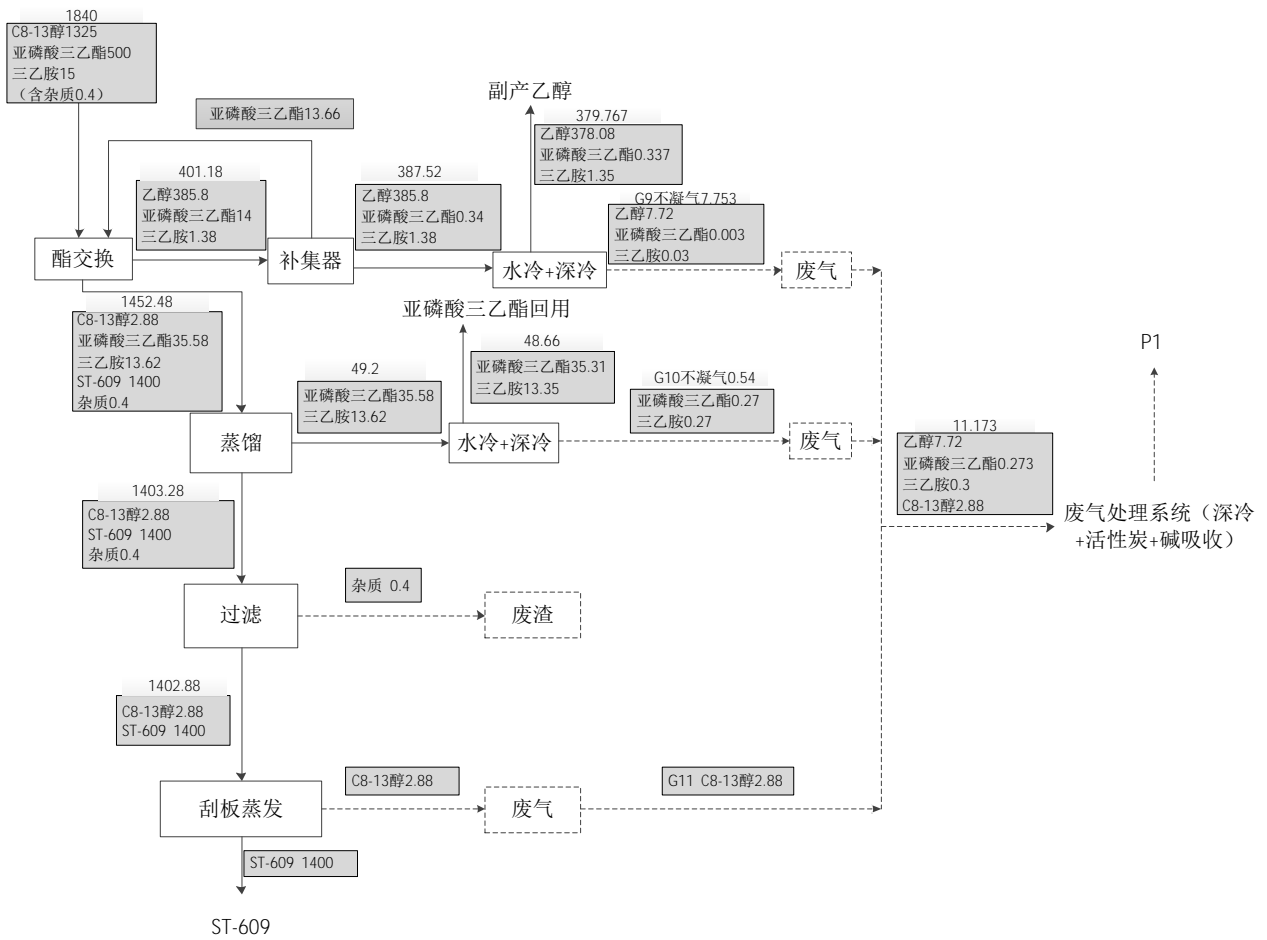 1840
C8-13醇1325
亚磷酸三乙酯500
三乙胺15
（含杂质0.4）
亚磷酸三乙酯13.66
副产乙醇
379.767
乙醇378.08
亚磷酸三乙酯0.337
三乙胺1.35
401.18
乙醇385.8
亚磷酸三乙酯14
三乙胺1.38
387.52
乙醇385.8
亚磷酸三乙酯0.34
三乙胺1.38
G9不凝气7.753
乙醇7.72
亚磷酸三乙酯0.003
三乙胺0.03
酯交换
补集器
水冷+深冷
废气
1452.48
C8-13醇2.88
亚磷酸三乙酯35.58
三乙胺13.62
ST-609 1400
杂质0.4
亚磷酸三乙酯回用
48.66
亚磷酸三乙酯35.31
三乙胺13.35
49.2
亚磷酸三乙酯35.58
三乙胺13.62
G10不凝气0.54
亚磷酸三乙酯0.27
三乙胺0.27
蒸馏
水冷+深冷
废气
P1
11.173
乙醇7.72
亚磷酸三乙酯0.273
三乙胺0.3
C8-13醇2.88
废气处理系统（深冷
+活性炭+碱吸收）
1403.28
C8-13醇2.88
ST-609 1400
杂质0.4
过滤
杂质 0.4
废渣
1402.88
C8-13醇2.88
ST-609 1400
刮板蒸发
C8-13醇2.88
废气
G11 C8-13醇2.88
ST-609 1400
ST-609